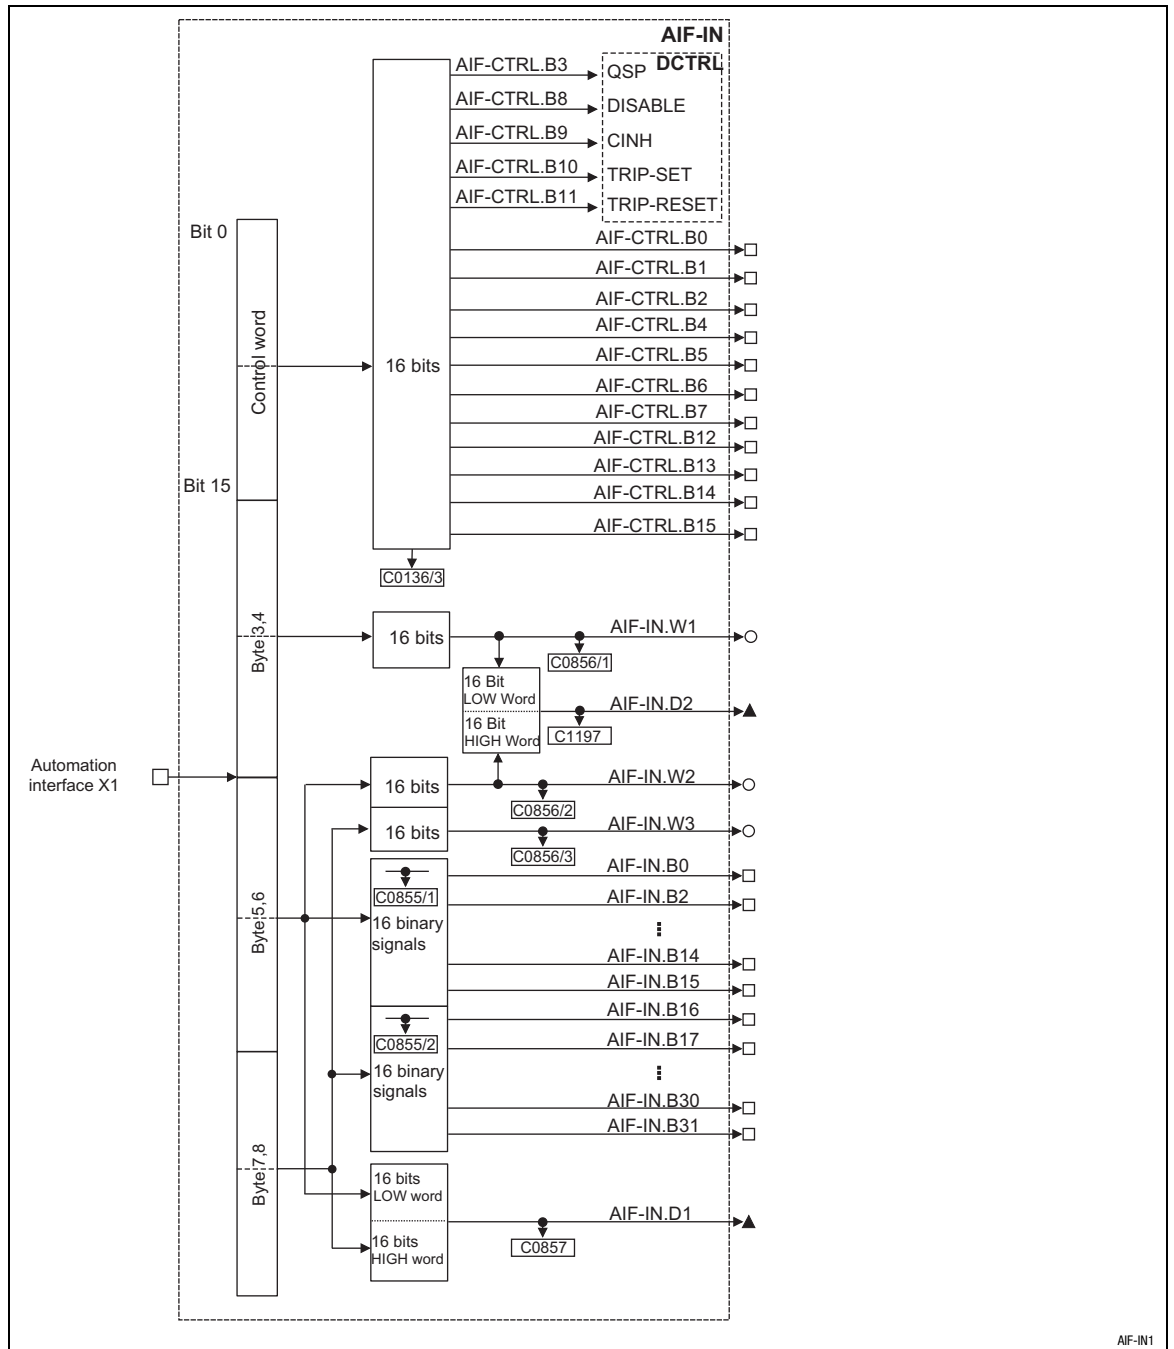 AIF-IN
DCTRL
AIF-CTRL.B3
QSP
AIF-CTRL.B8
DISABLE
AIF-CTRL.B9
CINH
AIF-CTRL.B10
TRIP-SET
AIF-CTRL.B11
TRIP-RESET
Bit 0
Control word
Bit 15
16 bits
AIF-CTRL.B0
AIF-CTRL.B1
AIF-CTRL.B2
AIF-CTRL.B4
AIF-CTRL.B5
AIF-CTRL.B6
AIF-CTRL.B7
AIF-CTRL.B12
AIF-CTRL.B13
AIF-CTRL.B14
AIF-CTRL.B15
C0136/3
Byte 3,4
16 bits
AIF-IN.W1
C0856/1
16 Bit
LOW Word
16 Bit
HIGH Word
AIF-IN.D2
C1197
Automation
interface X1
16 bits
AIF-IN.W2
C0856/2
16 bits
AIF-IN.W3
C0856/3
Byte 5,6
C0855/1
16 binary
signals
AIF-IN.B0
AIF-IN.B2
AIF-IN.B14
AIF-IN.B15
C0855/2
16 binary
signals
AIF-IN.B16
AIF-IN.B17
AIF-IN.B30
AIF-IN.B31
Byte 7,8
16 bits
LOW word
16 bits
HIGH word
AIF-IN.D1
C0857
AIF-IN1